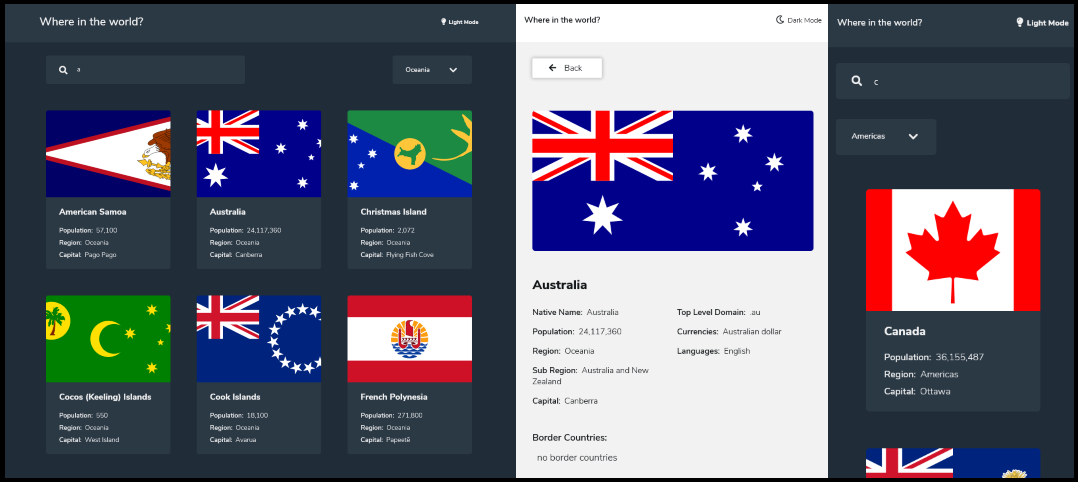 Where in the world?
Light Mode
a
Oceania
American Samoa
Population: 57,100
Region: Oceania
Capital: Pago Pago
Australia
Population: 24,117,360
Region: Oceania
Capital: Canberra
Christmas Island
Population: 2,072
Region: Oceania
Capital: Flying Fish Cove
Cocos (Keeling) Islands
Population: 550
Region: Oceania
Capital: West Island
Cook Islands
Population: 18,100
Region: Oceania
Capital: Avarua
French Polynesia
Population: 271,800
Region: Oceania
Capital: Papeetē
Where in the world?
Dark Mode
Back
Australia
Native Name: Australia
Population: 24,117,360
Region: Oceania
Sub Region: Australia and New
Zealand
Capital: Canberra
Top Level Domain: .au
Currencies: Australian dollar
Languages: English
Border Countries:
no border countries
Where in the world?
Light Mode
c
Americas
Canada
Population: 36,155,487
Region: Americas
Capital: Ottawa